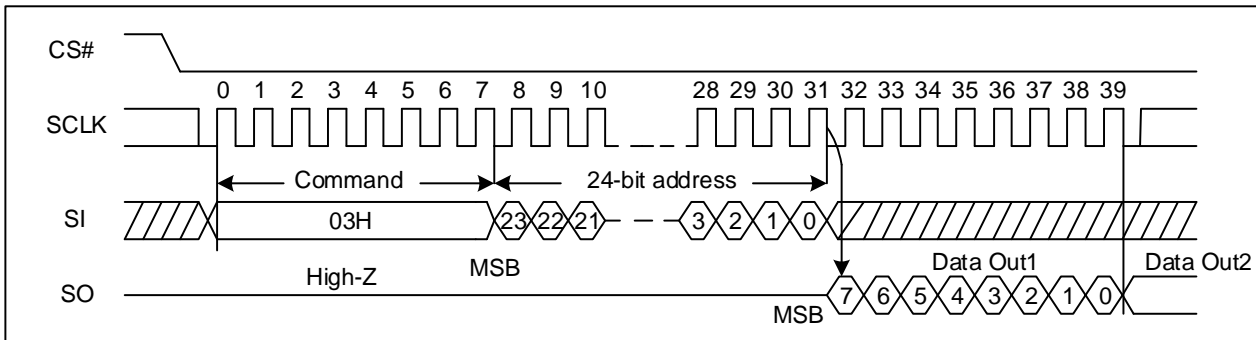 CS#
0 1 2 3 4 5 6 7 8 9 10 28 29 30 31 32 33 34 35 36 37 38 39
SCLK
Command 24-bit address
SI 03H 23 22 21 3 2 1 0
High-Z MSB Data Out1 Data Out2
SO 7 6 5 4 3 2 1 0
MSB